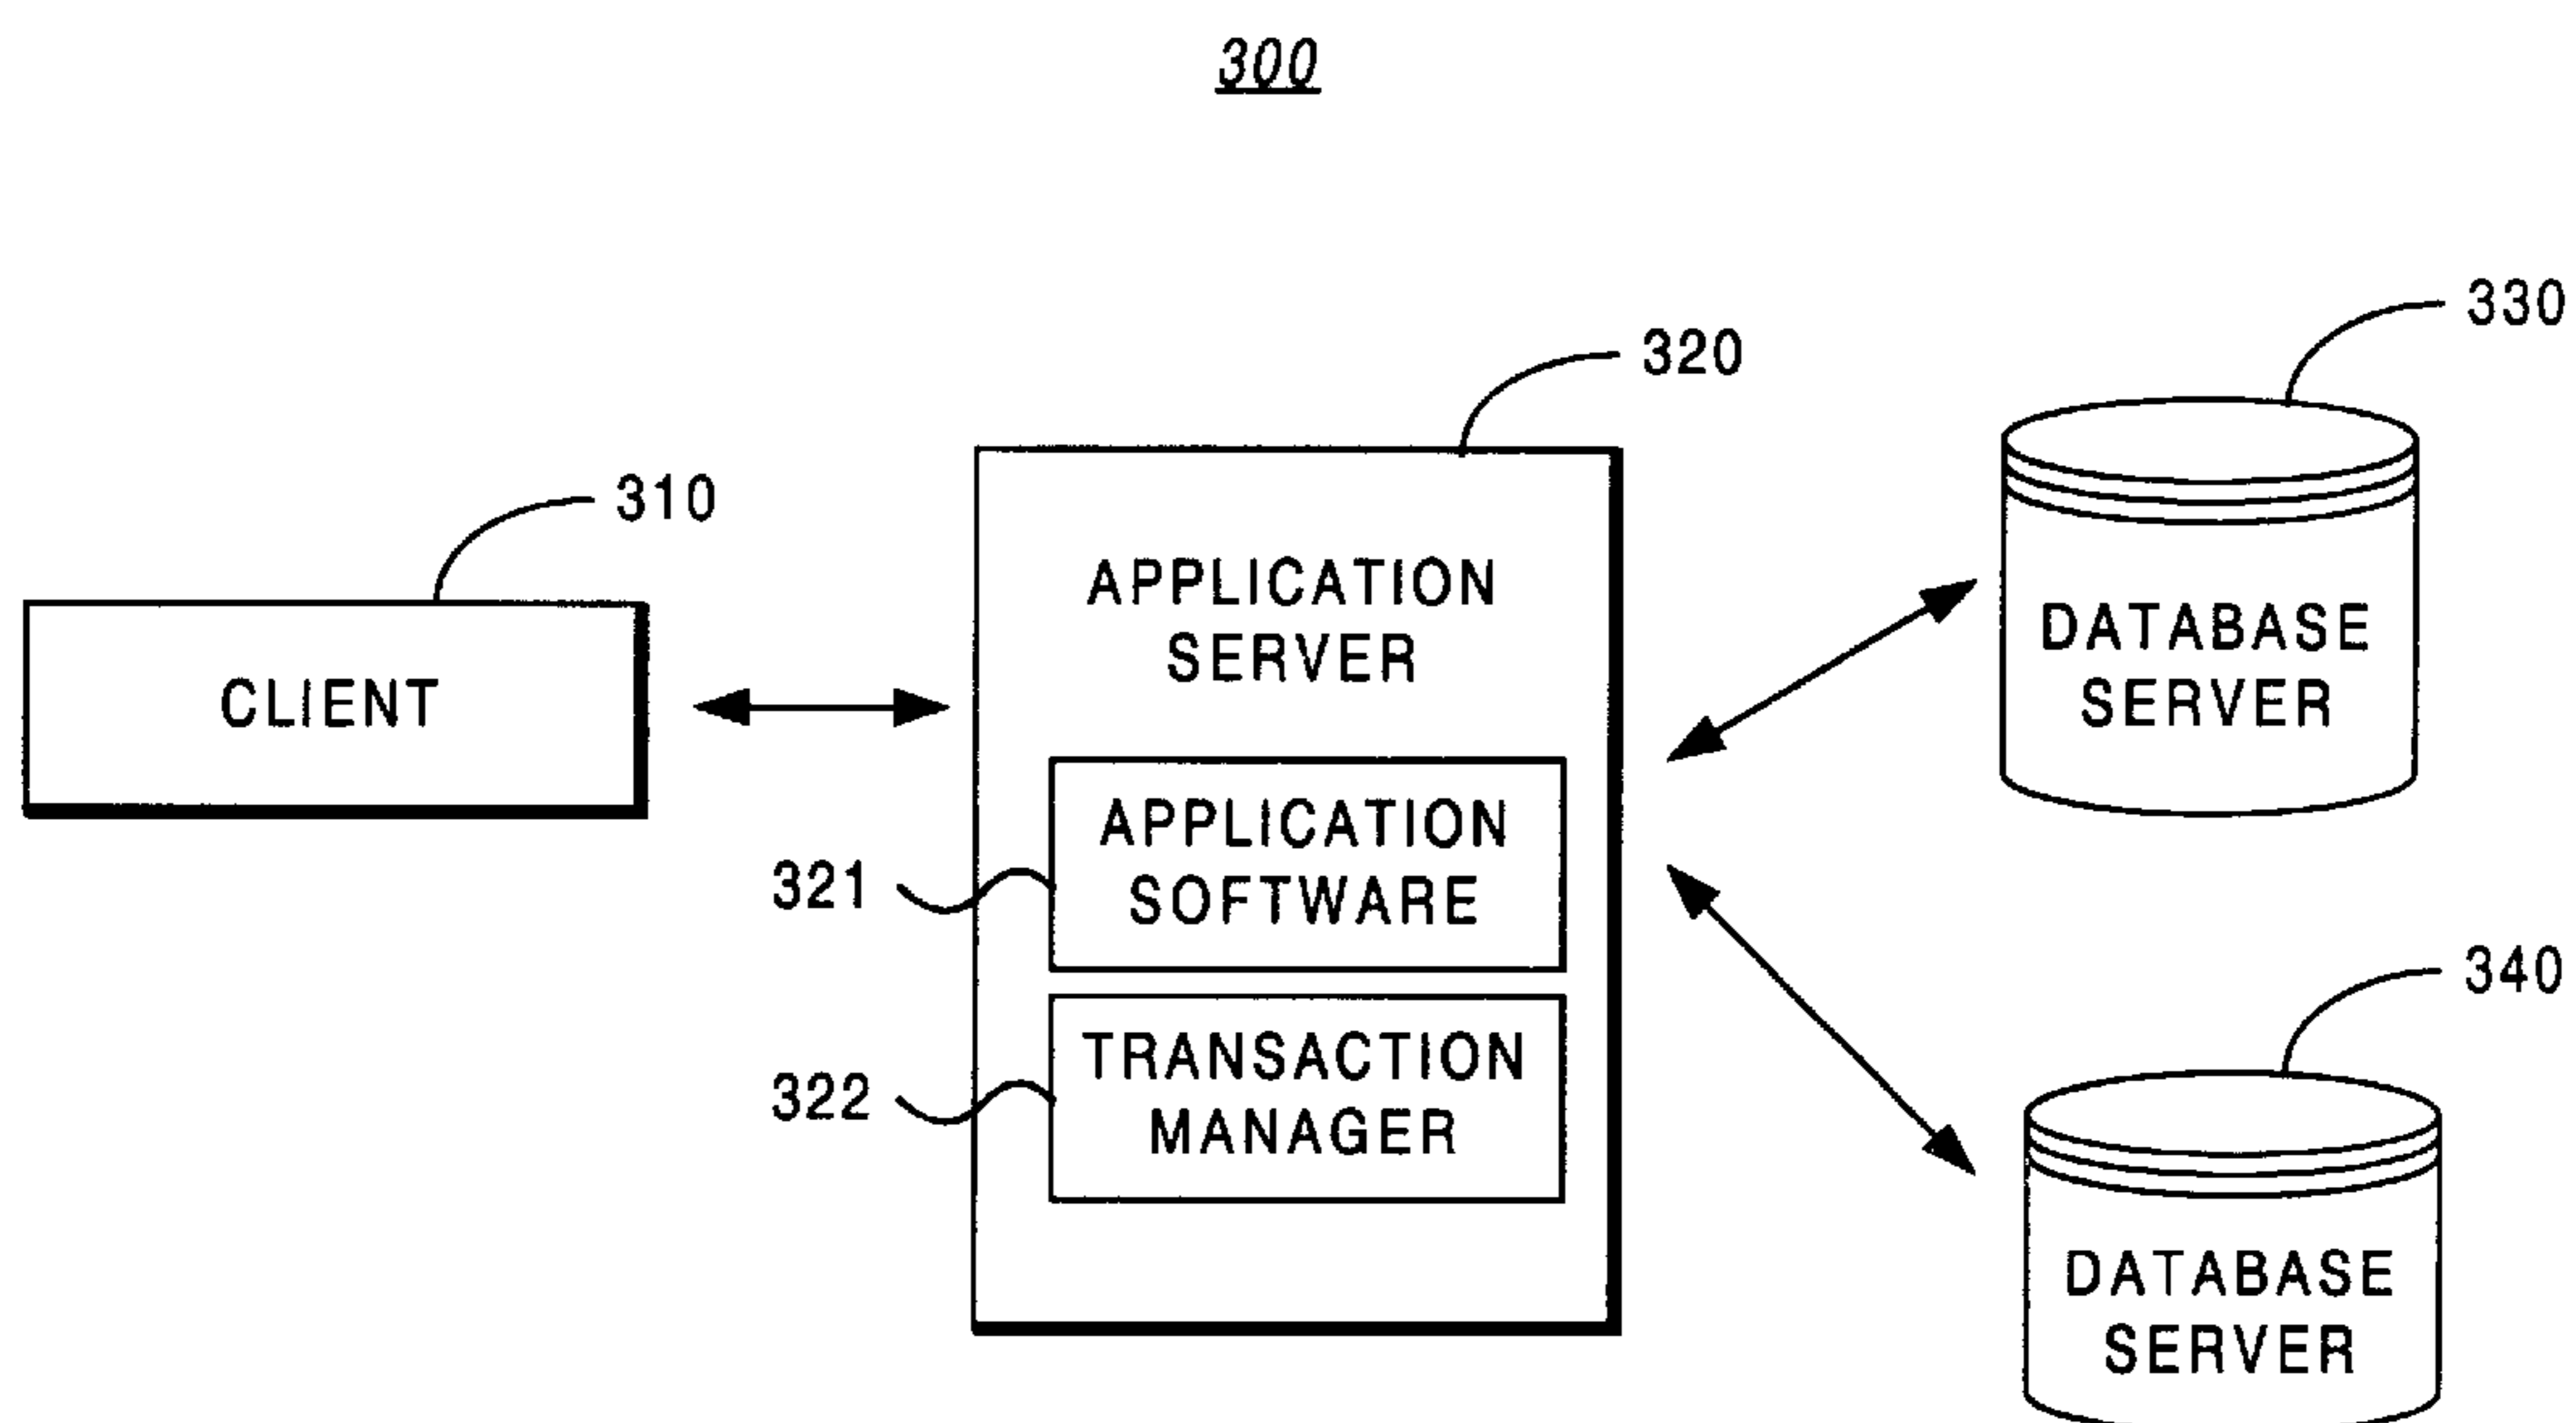 300
330
320
310
APPLICATION
SERVER
DATABASE
SERVER
CLIENT
APPLICATION
SOFTWARE
321
340
TRANSACTION
MANAGER
322
DATABASE
SERVER